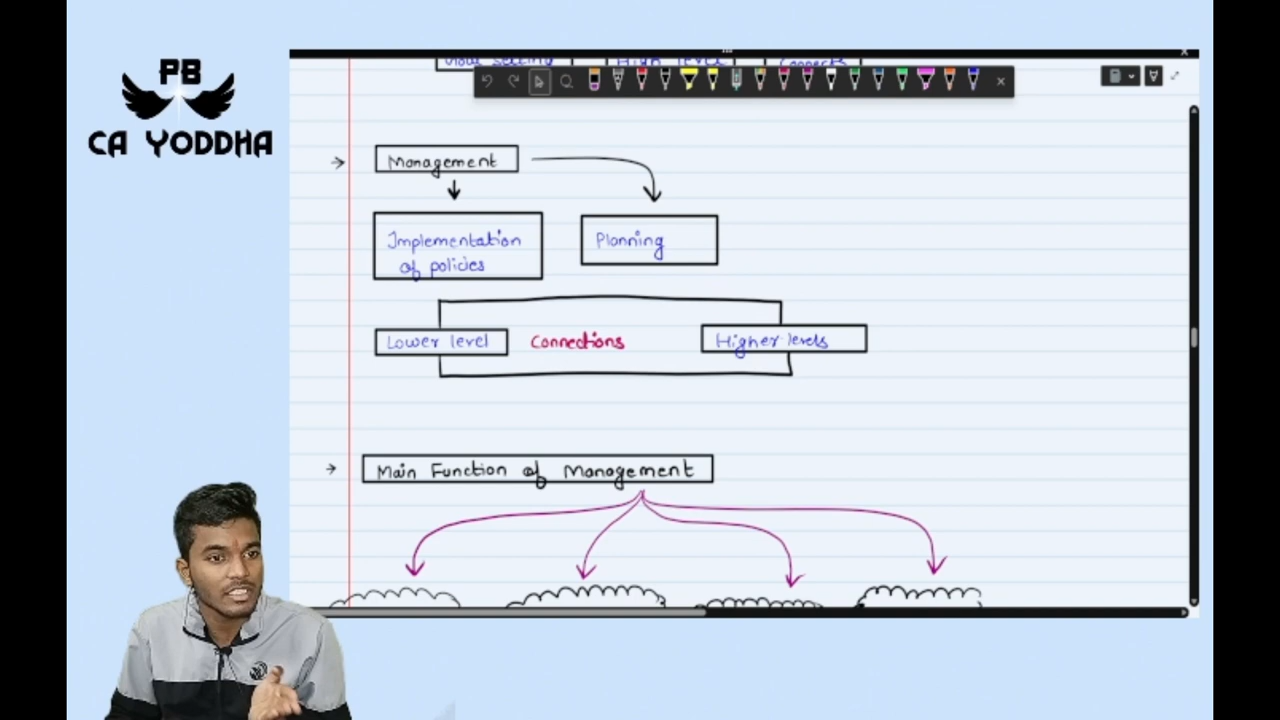 PB
CA YODDHA
Management
Implementation
of policies
Planning
Lower level
Connections
Higher levels
Main Function of Management